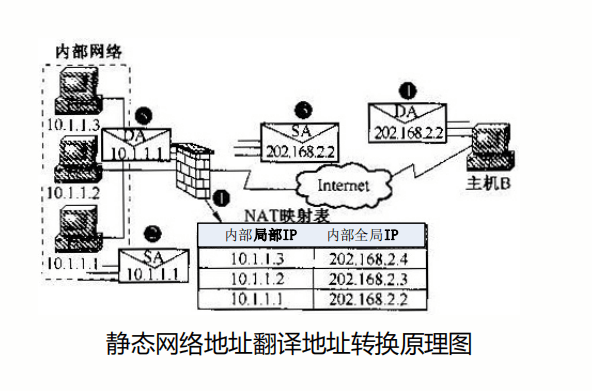 内部网络
10.1.1.3
DA
10.1.1.1
10.1.1.2
10.1.1.1
SA
10.1.1.1
SA
202.168.2.2
DA
202.168.2.2
Internet
主机B
NAT映射表
内部局部IP 内部全局IP
10.1.1.3 202.168.2.4
10.1.1.2 202.168.2.3
10.1.1.1 202.168.2.2
静态网络地址翻译地址转换原理图